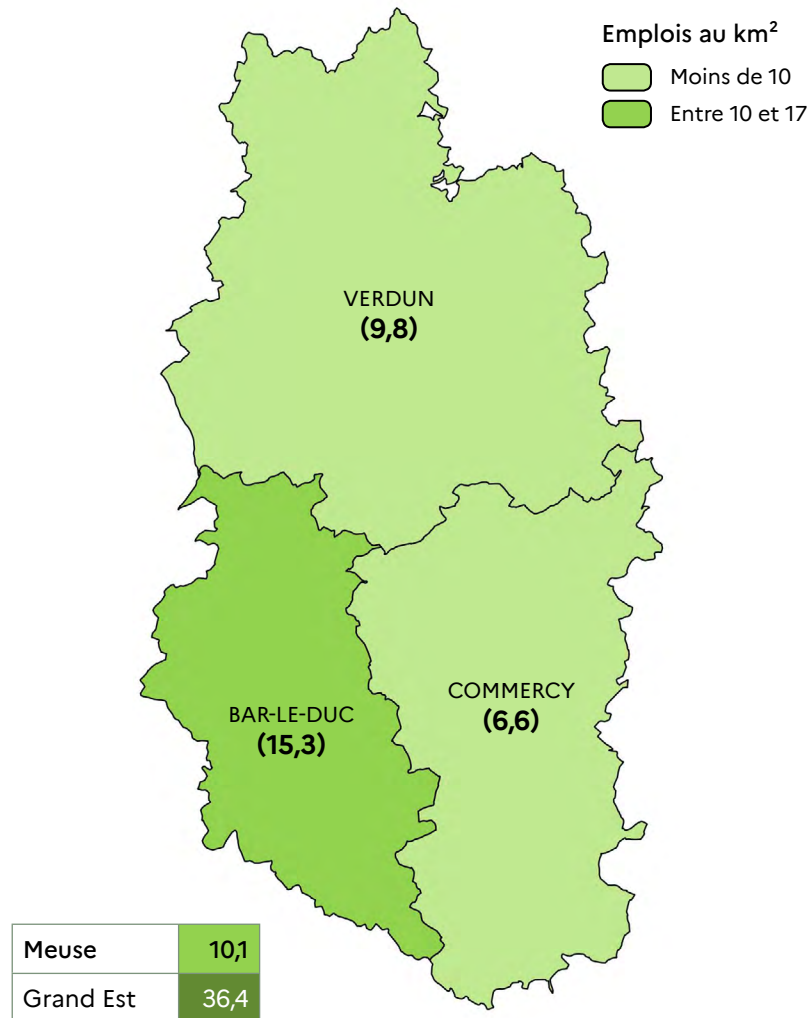 Emplois au km²
Moins de 10
Entre 10 et 17
VERDUN
(9,8)
COMMERCY
(6,6)
BAR-LE-DUC
(15,3)
Meuse 10,1
Grand Est 36,4